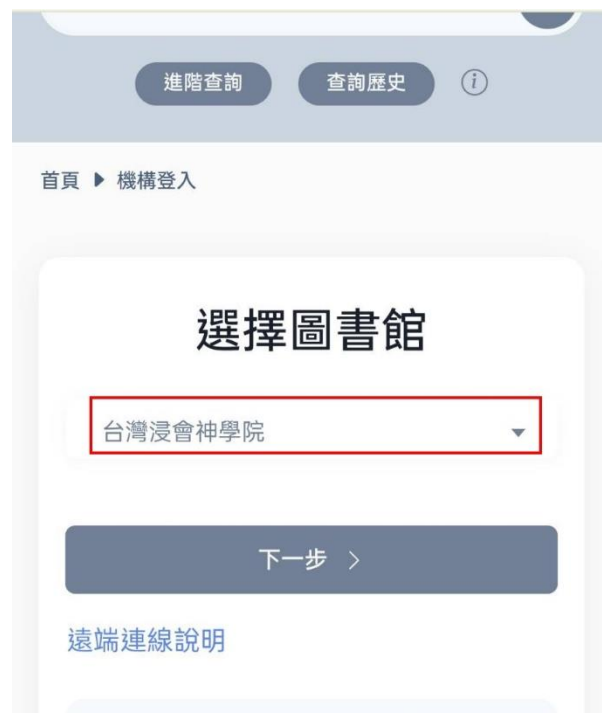 進階查詢 查詢歷史 i
首頁 ▶ 機構登入
選擇圖書館
台灣浸會神學院
下一步 >
遠端連線說明